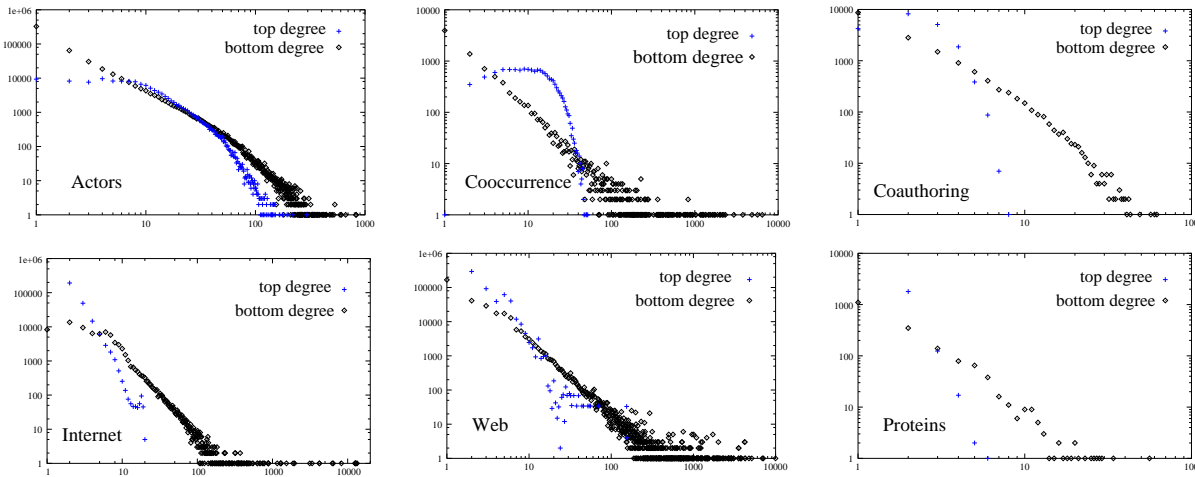 1e+06
top degree
bottom degree
100000
10000
1000
100
10
Actors
1
1 10 100 1000
10000
top degree
bottom degree
1000
100
10
Cooccurrence
1
1 10 100 1000 10000
10000
top degree
bottom degree
1000
100
10
Coauthoring
1
1 10 100
1e+06
top degree
bottom degree
100000
10000
1000
100
10
Internet
1
1 10 100 1000 10000
1e+06
top degree
bottom degree
100000
10000
1000
100
10
Web
1
1 10 100 1000 10000
10000
top degree
bottom degree
1000
100
10
Proteins
1
1 10 100